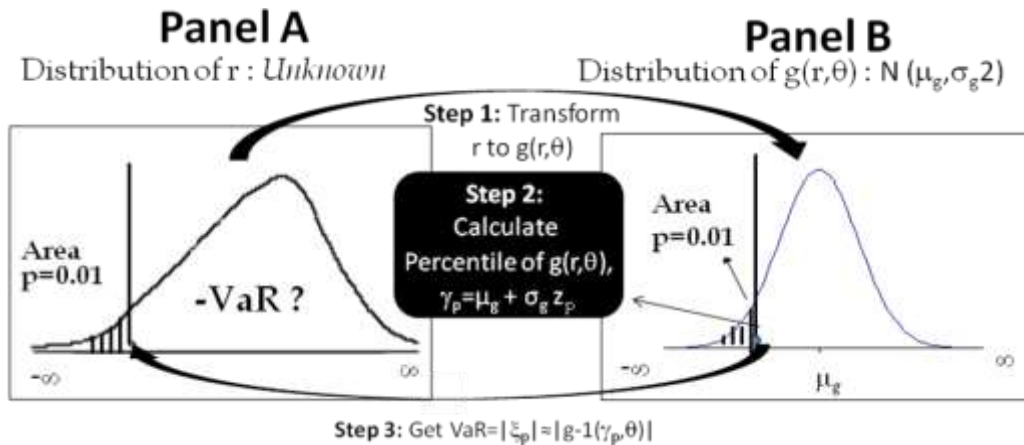 Panel A
Distribution of r : Unknown
Panel B
Distribution of g(r,θ) : N (μg,σg2)
Step 1: Transform
r to g(r,θ)
Step 2:
Calculate
Percentile of g(r,θ),
γp=μg + σg zp
Area
p=0.01
-VaR ?
-∞
∞
Area
p=0.01
-∞
μg
∞
Step 3: Get VaR=|ξp|≈|g-1(γp,θ)|